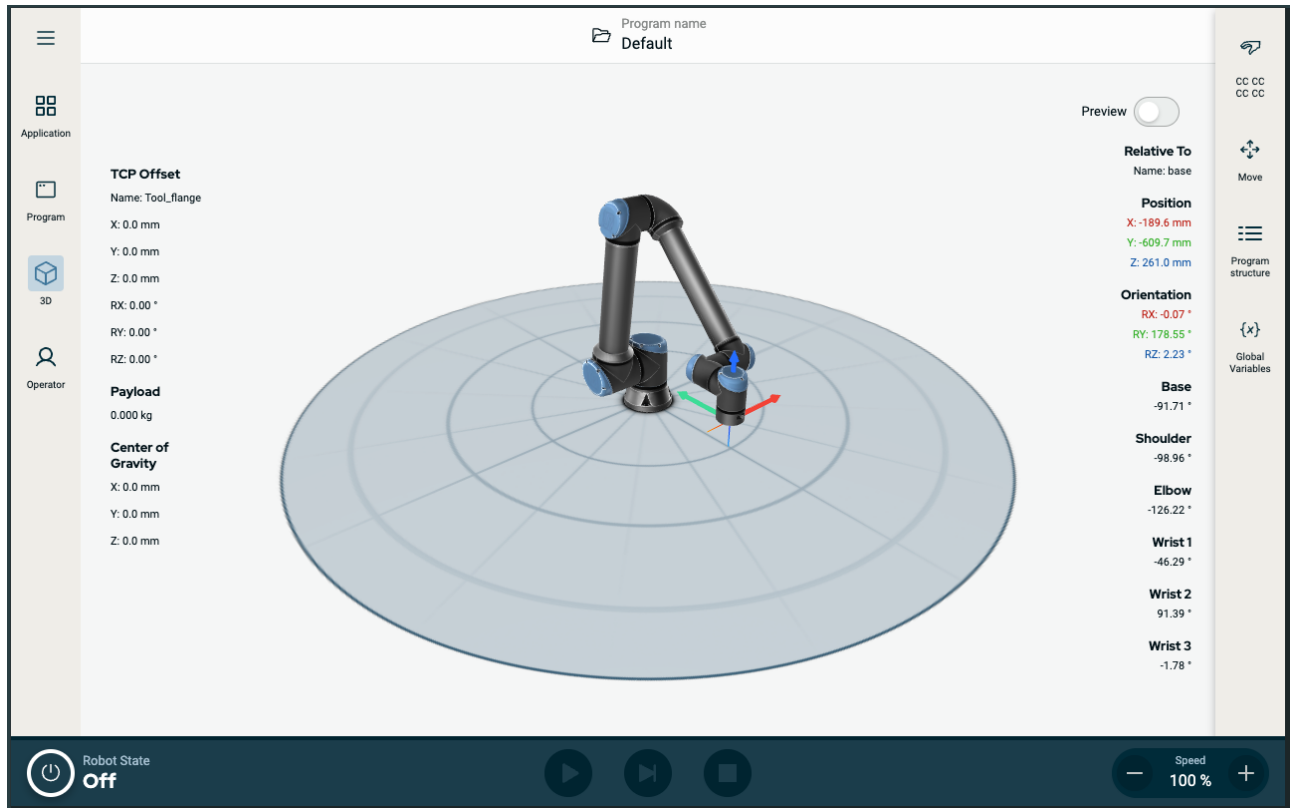 Program name
Default
Application
Program
3D
Operator
TCP Offset
Name: Tool_flange
X: 0.0 mm
Y: 0.0 mm
Z: 0.0 mm
RX: 0.00 °
RY: 0.00 °
RZ: 0.00 °
Payload
0.000 kg
Center of
Gravity
X: 0.0 mm
Y: 0.0 mm
Z: 0.0 mm
Preview
Relative To
Name: base
Position
X: -189.6 mm
Y: -609.7 mm
Z: 261.0 mm
Orientation
RX: -0.07 °
RY: 178.55 °
RZ: 2.23 °
Base
-91.71 °
Shoulder
-98.96 °
Elbow
-126.22 °
Wrist 1
-46.29 °
Wrist 2
91.39 °
Wrist 3
-1.78 °
CC CC
CC CC
Move
Program
structure
{x}
Global
Variables
Robot State
Off
Speed
100 %